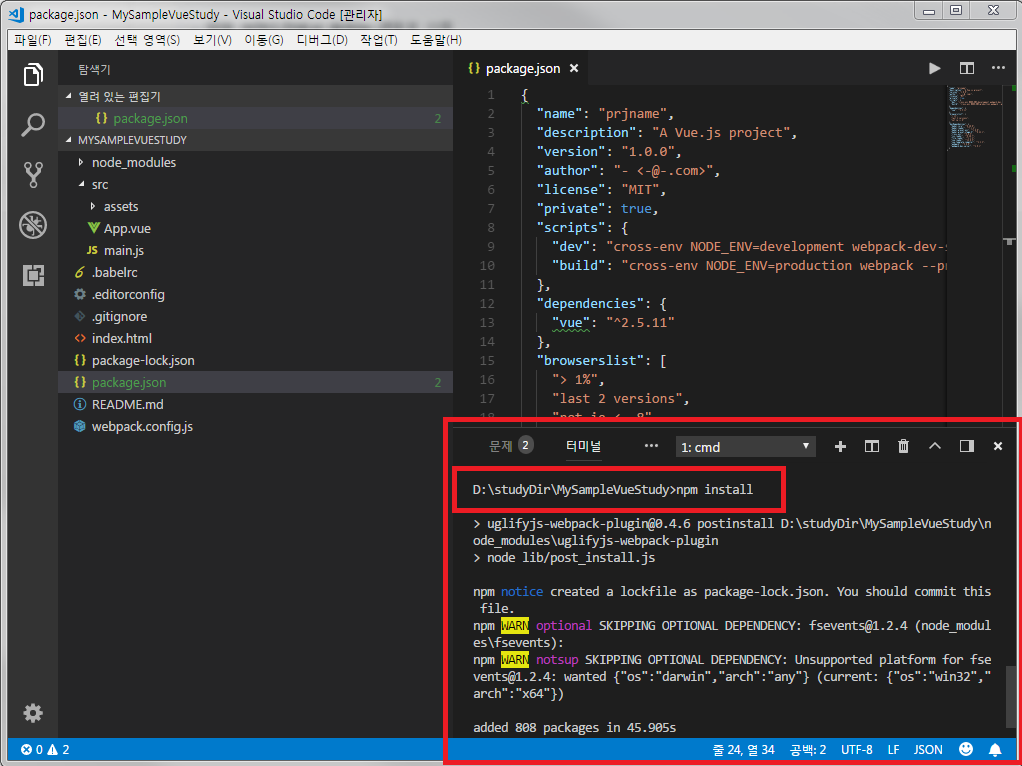 package.json - MySampleVueStudy - Visual Studio Code [관리자]
파일(F) 편집(E) 선택 영역(S) 보기(V) 이동(G) 디버그(D) 작업(T) 도움말(H)
탐색기
열려 있는 편집기
{} package.json 2
MYSAMPLEVUESTUDY
node_modules
src
assets
App.vue
JS main.js
.babelrc
.editorconfig
.gitignore
<> index.html
{} package-lock.json
{} package.json 2
README.md
webpack.config.js
{} package.json
1 {
2 "name": "prjname",
3 "description": "A Vue.js project",
4 "version": "1.0.0",
5 "author": "- <-@-.com>",
6 "license": "MIT",
7 "private": true,
8 "scripts": {
9 "dev": "cross-env NODE_ENV=development webpack-dev-s
10 "build": "cross-env NODE_ENV=production webpack --pr
11 },
12 "dependencies": {
13 "vue": "^2.5.11"
14 },
15 "browserslist": [
16 "> 1%",
17 "last 2 versions",
18 "not ie <= 8"
문제 2 터미널 ··· 1: cmd
D:\studyDir\MySampleVueStudy>npm install
> uglifyjs-webpack-plugin@0.4.6 postinstall D:\studyDir\MySampleVueStudy\n
ode_modules\uglifyjs-webpack-plugin
> node lib/post_install.js
npm notice created a lockfile as package-lock.json. You should commit this
file.
npm WARN optional SKIPPING OPTIONAL DEPENDENCY: fsevents@1.2.4 (node_modul
es\fsevents):
npm WARN notsup SKIPPING OPTIONAL DEPENDENCY: Unsupported platform for fse
vents@1.2.4: wanted {"os":"darwin","arch":"any"} (current: {"os":"win32","
arch":"x64"})
added 808 packages in 45.905s
0 2
줄 24, 열 34 공백: 2 UTF-8 LF JSON